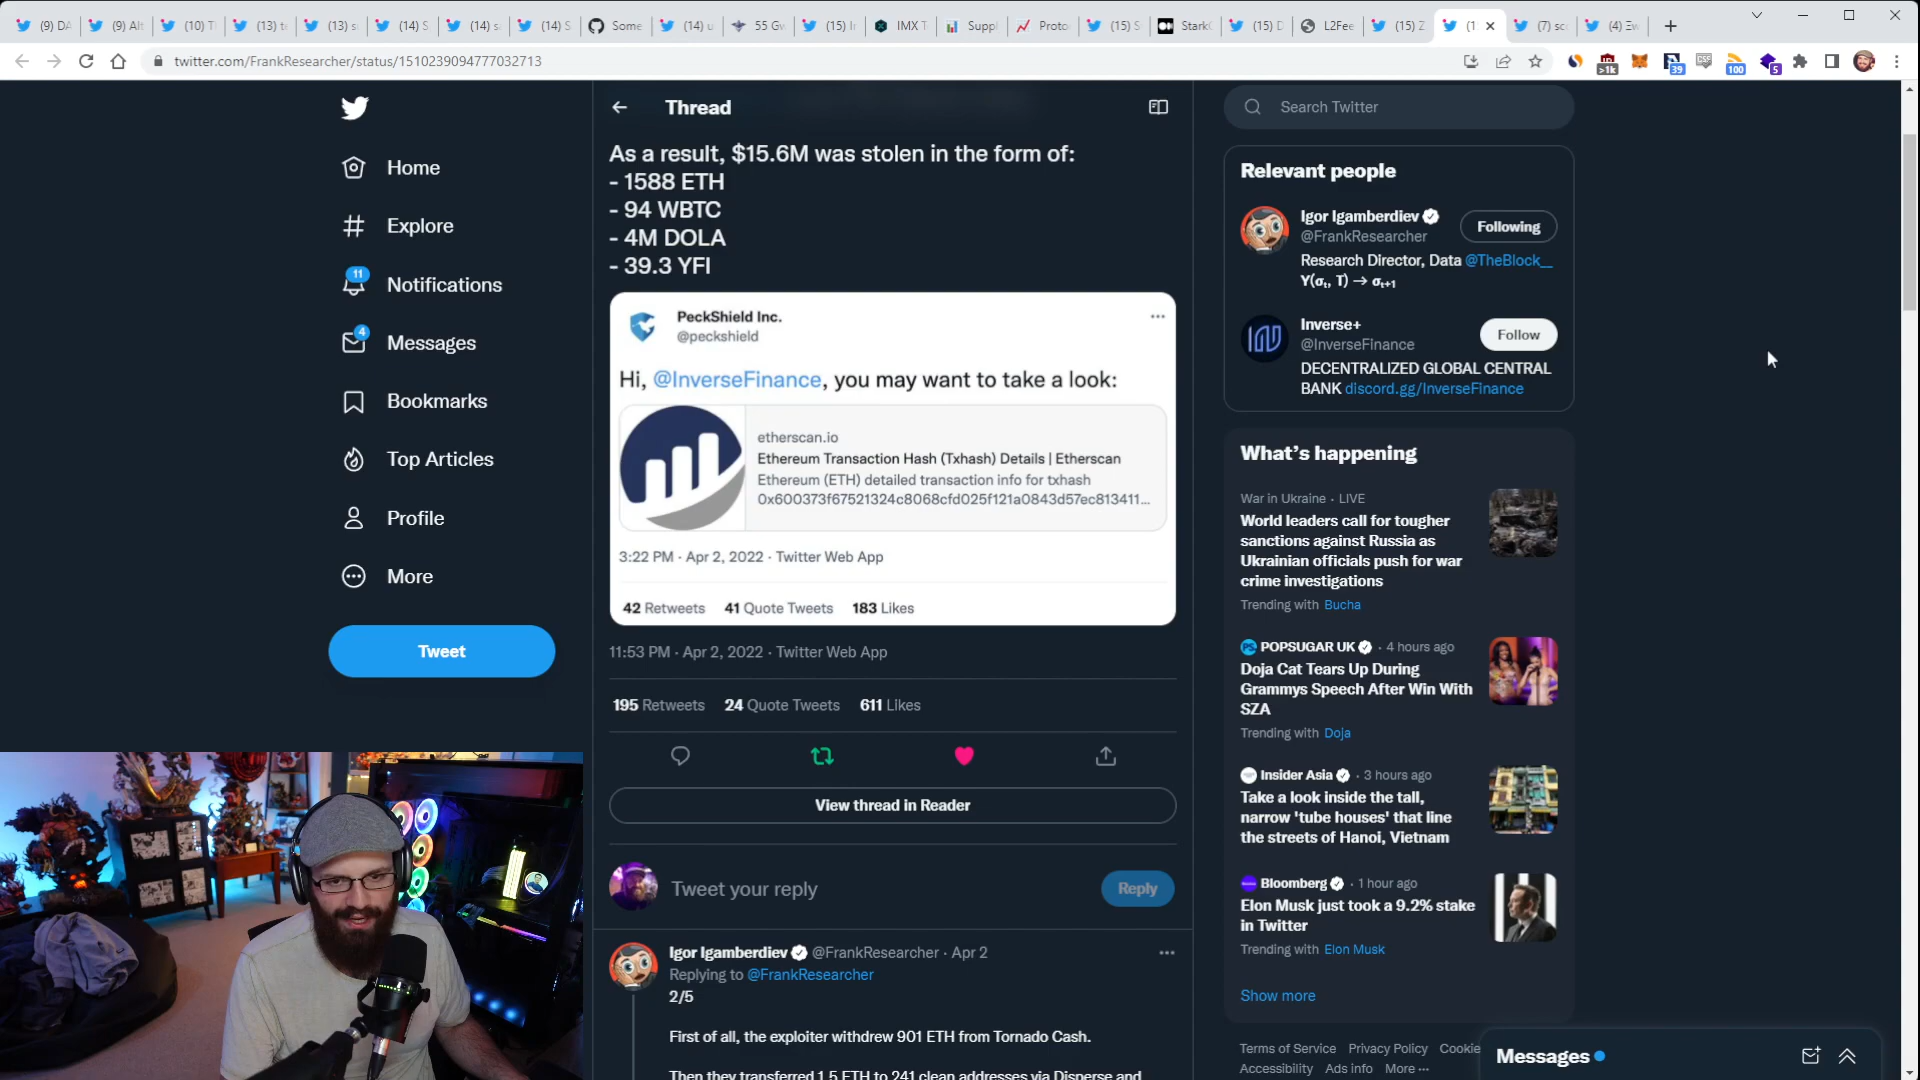 (9) DA
(9) Alt
(10) T
(13) te
(13) s
(14) S
(14) sa
(14) S
Some
(14) u
55 Gw
(15) I
IMX T
Suppl
Proto
(15) S
Stark
(15) D
L2Fee
(15) Z
(1
(7) sc
(4) Ew
twitter.com/FrankResearcher/status/1510239094777032713
>1k
39
100
5
Home
Explore
11
Notifications
4
Messages
Bookmarks
Top Articles
Profile
More
Tweet
Thread
As a result, $15.6M was stolen in the form of:
- 1588 ETH
- 94 WBTC
- 4M DOLA
- 39.3 YFI
PeckShield Inc.
@peckshield
Hi, @InverseFinance, you may want to take a look:
etherscan.io
Ethereum Transaction Hash (Txhash) Details | Etherscan
Ethereum (ETH) detailed transaction info for txhash
0x600373f67521324c8068cfd025f121a0843d57ec813411...
3:22 PM · Apr 2, 2022 · Twitter Web App
42 Retweets 41 Quote Tweets 183 Likes
11:53 PM · Apr 2, 2022 · Twitter Web App
195 Retweets 24 Quote Tweets 611 Likes
View thread in Reader
Tweet your reply
Reply
Igor Igamberdiev @FrankResearcher · Apr 2
Replying to @FrankResearcher
2/5
First of all, the exploiter withdrew 901 ETH from Tornado Cash.
Then they transferred 1.5 ETH to 241 clean addresses via Disperse and
Search Twitter
Relevant people
Igor Igamberdiev
@FrankResearcher
Following
Research Director, Data @TheBlock__
Υ(σt, T) → σt+1
Inverse+
@InverseFinance
Follow
DECENTRALIZED GLOBAL CENTRAL
BANK discord.gg/InverseFinance
What's happening
War in Ukraine · LIVE
World leaders call for tougher
sanctions against Russia as
Ukrainian officials push for war
crime investigations
Trending with Bucha
POPSUGAR UK · 4 hours ago
Doja Cat Tears Up During
Grammys Speech After Win With
SZA
Trending with Doja
Insider Asia · 3 hours ago
Take a look inside the tall,
narrow 'tube houses' that line
the streets of Hanoi, Vietnam
Bloomberg · 1 hour ago
Elon Musk just took a 9.2% stake
in Twitter
Trending with Elon Musk
Show more
Terms of Service Privacy Policy Cookie
Accessibility Ads info More ···
Messages